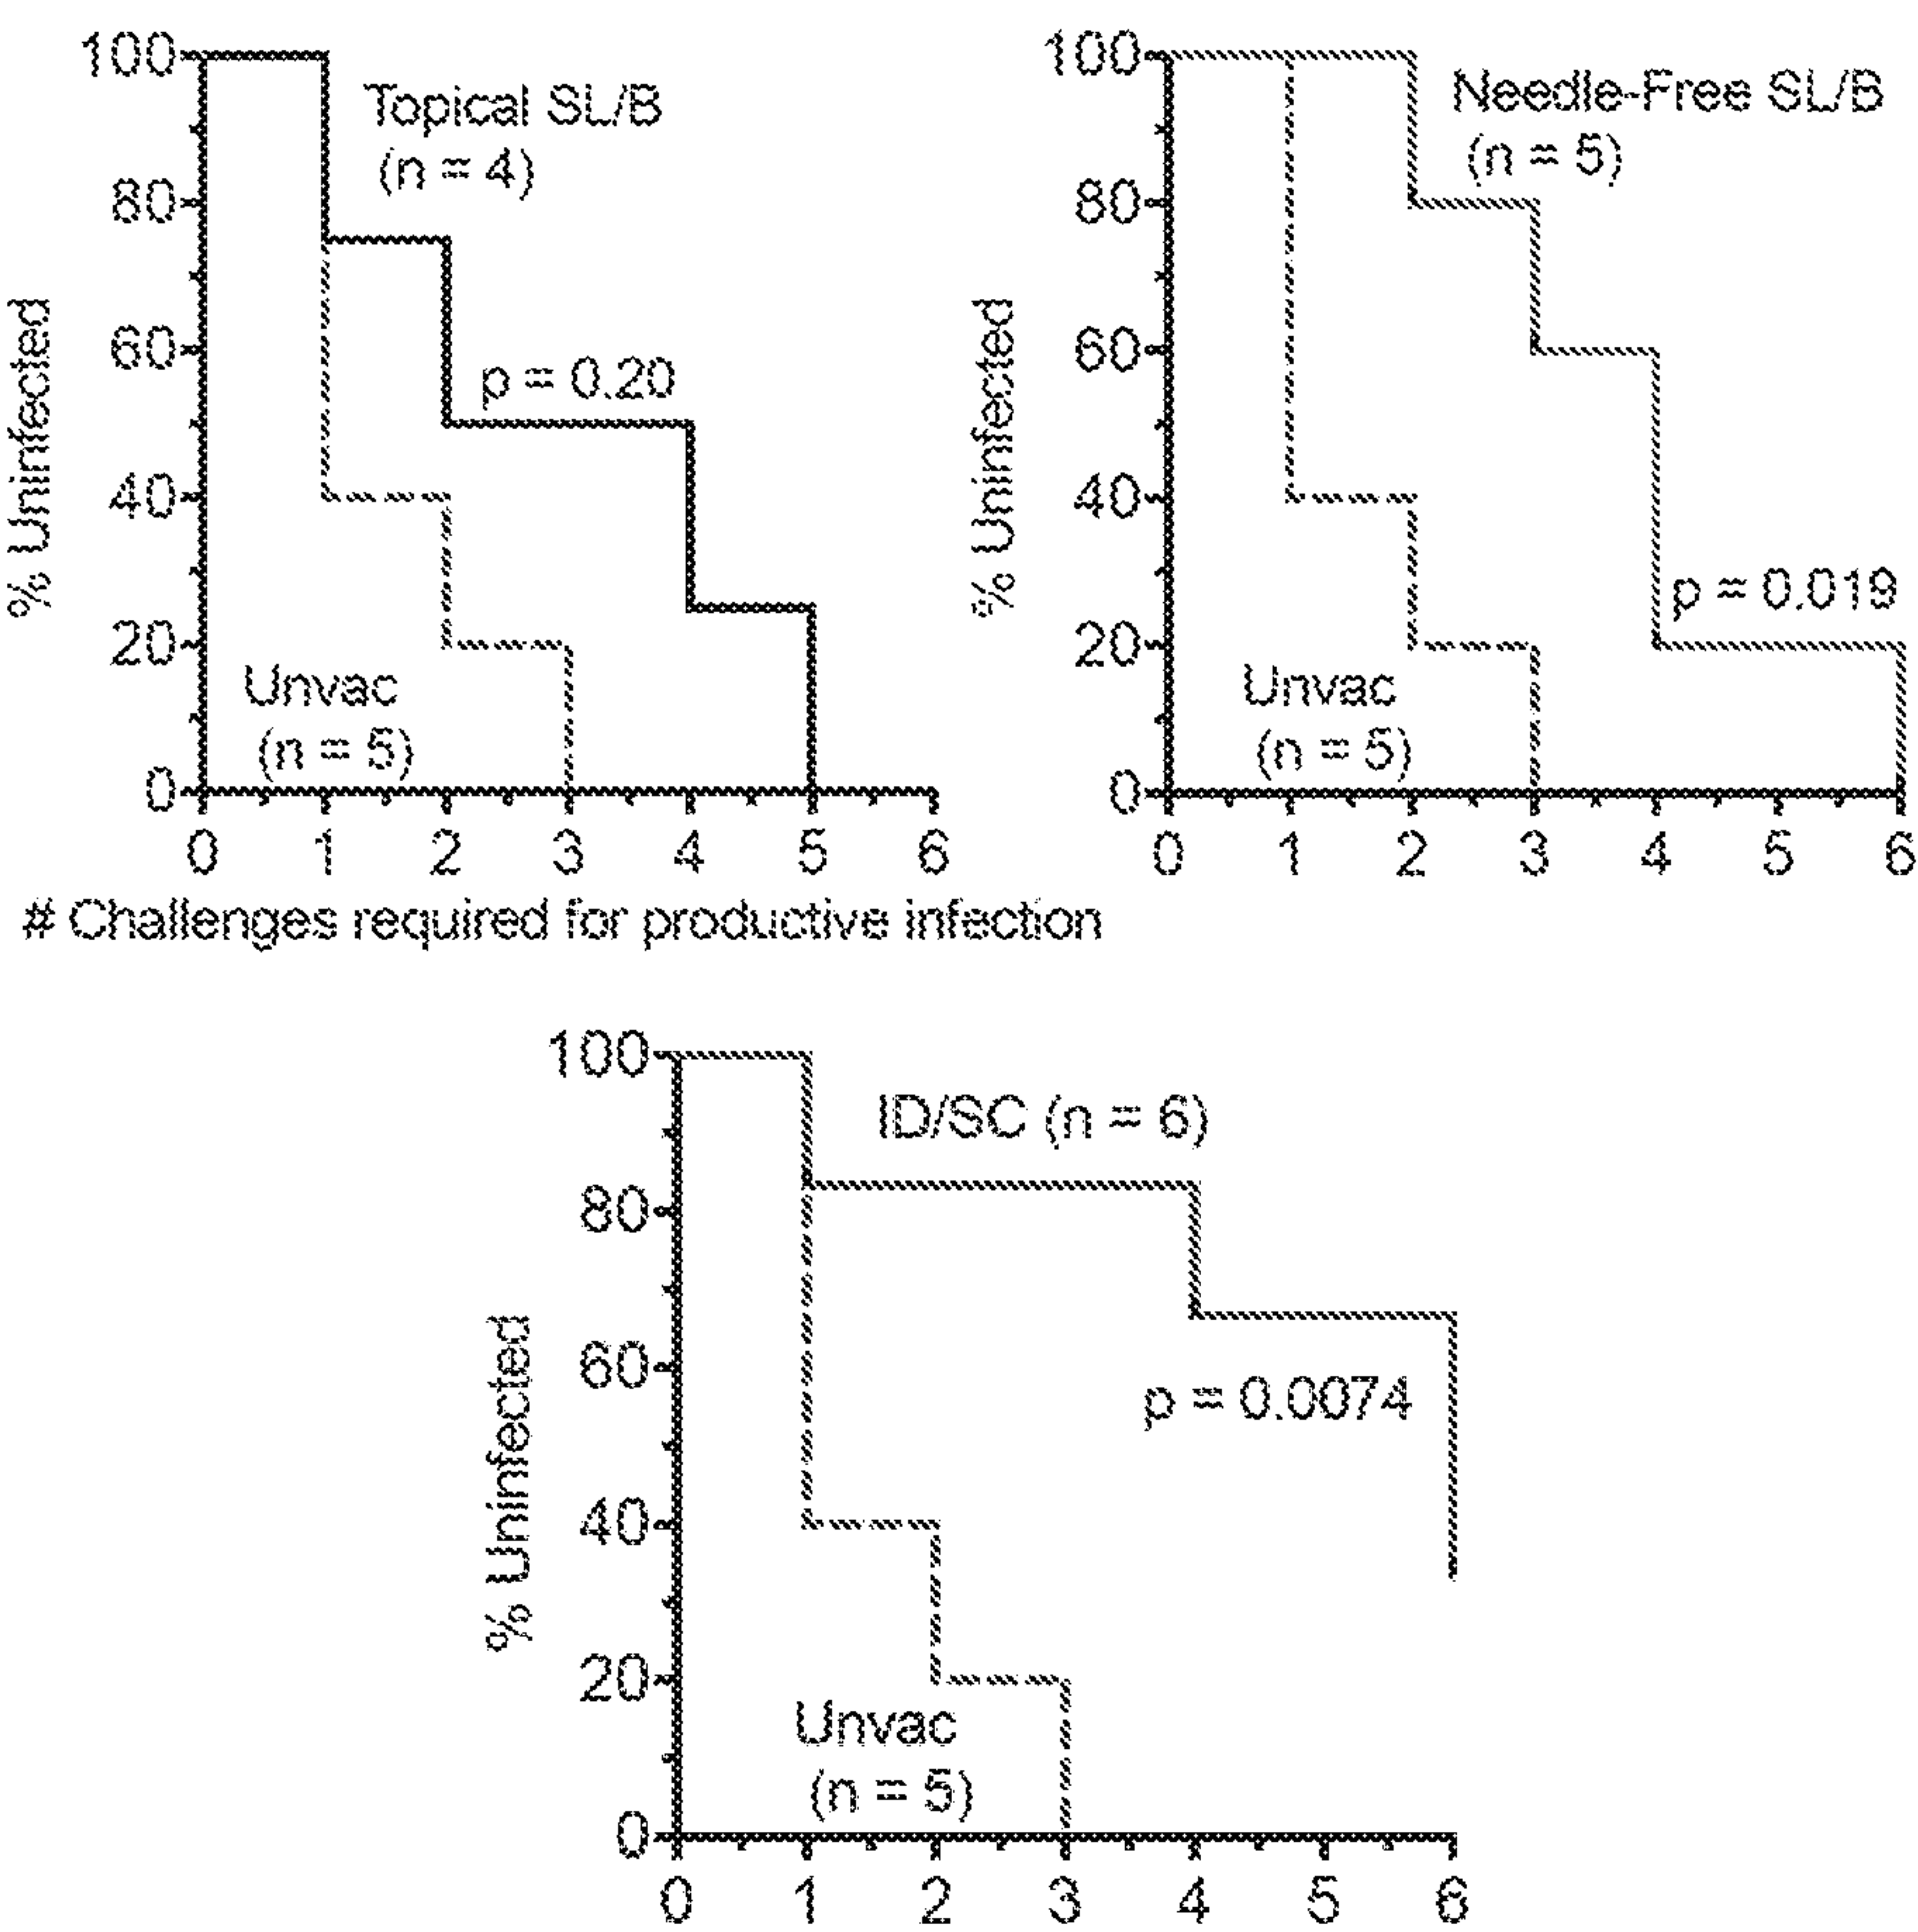 100
80
60
40
20
0
% Uninfected
Topical SL/B
(n = 4)
p = 0.20
Unvac
(n = 5)
0 1 2 3 4 5 6
# Challenges required for productive infection
100
80
60
40
20
0
% Uninfected
Needle-Free SL/B
(n = 5)
p = 0.019
Unvac
(n = 5)
0 1 2 3 4 5 6
100
80
60
40
20
0
% Uninfected
ID/SC (n = 6)
p = 0.0074
Unvac
(n = 5)
0 1 2 3 4 5 6